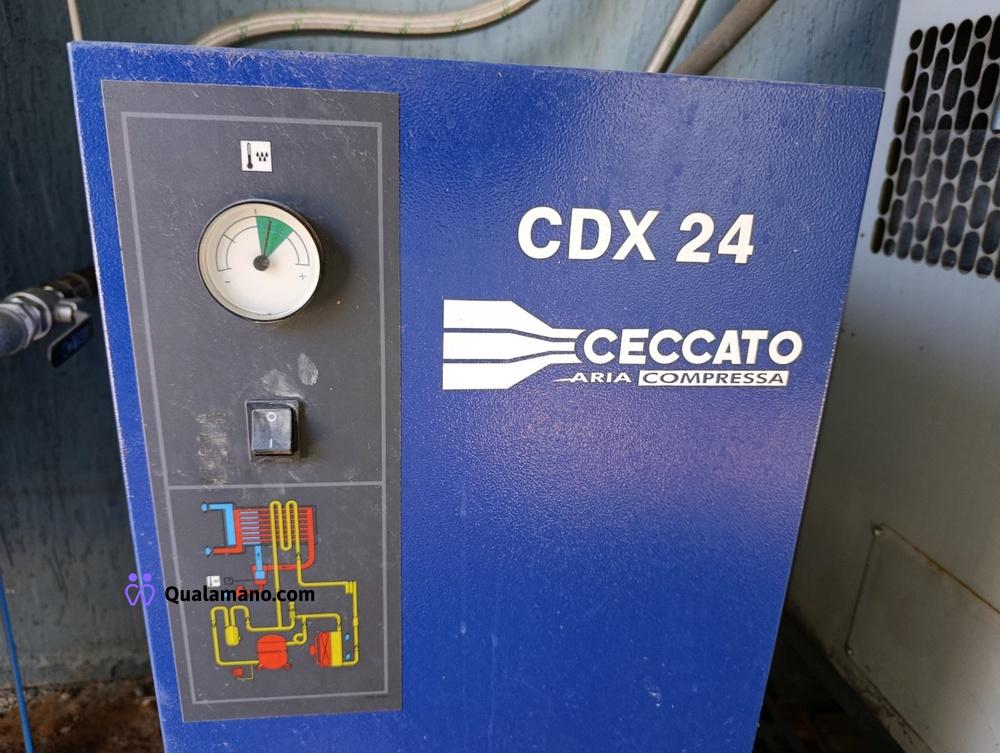 CDX 24
CECCATO
ARIA COMPRESSA
- +
O
I
Qualamano.com